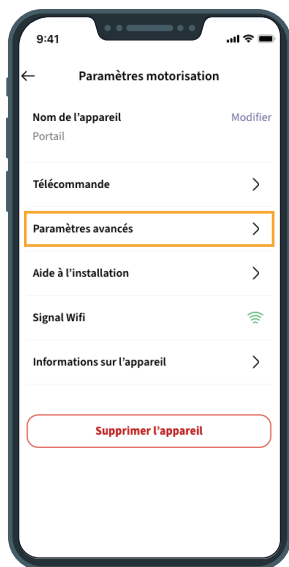 9:41
Paramètres motorisation
Nom de l'appareil Modifier
Portail
Télécommande
Paramètres avancés
Aide à l'installation
Signal Wifi
Informations sur l'appareil
Supprimer l'appareil